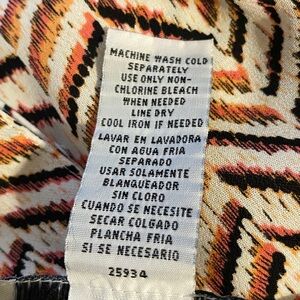 MACHINE WASH COLD
SEPARATELY
USE ONLY NON-
CHLORINE BLEACH
WHEN NEEDED
LINE DRY
COOL IRON IF NEEDED
LAVAR EN LAVADORA
CON AGUA FRIA
SEPARADO
USAR SOLAMENTE
BLANQUEADOR
SIN CLORO
CUANDO SE NECESITE
SECAR COLGADO
PLANCHA FRIA
SI SE NECESARIO
25934